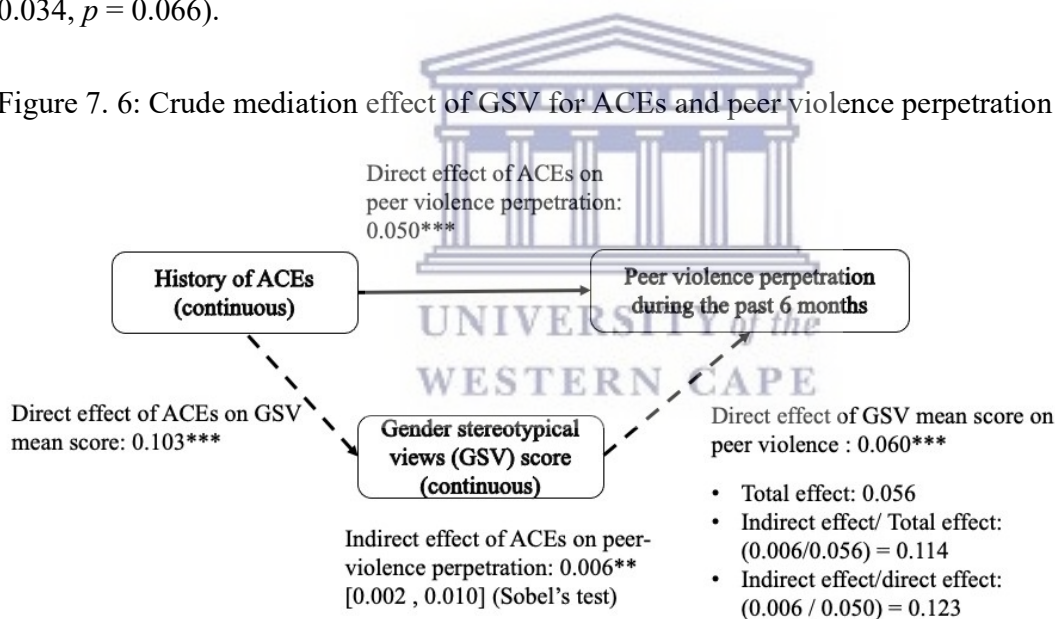 0.034, p = 0.066).
Figure 7. 6: Crude mediation effect of GSV for ACEs and peer violence perpetration
Direct effect of ACEs on
peer violence perpetration:
0.050***
History of ACEs
(continuous)
Peer violence perpetration
during the past 6 months
UNIVERSITY of the
WESTERN CAPE
Direct effect of ACEs on GSV
mean score: 0.103***
Gender stereotypical
views (GSV) score
(continuous)
Direct effect of GSV mean score on
peer violence : 0.060***
Indirect effect of ACEs on peer-
violence perpetration: 0.006**
[0.002 , 0.010] (Sobel’s test)
• Total effect: 0.056
• Indirect effect/ Total effect:
(0.006/0.056) = 0.114
• Indirect effect/direct effect:
(0.006 / 0.050) = 0.123